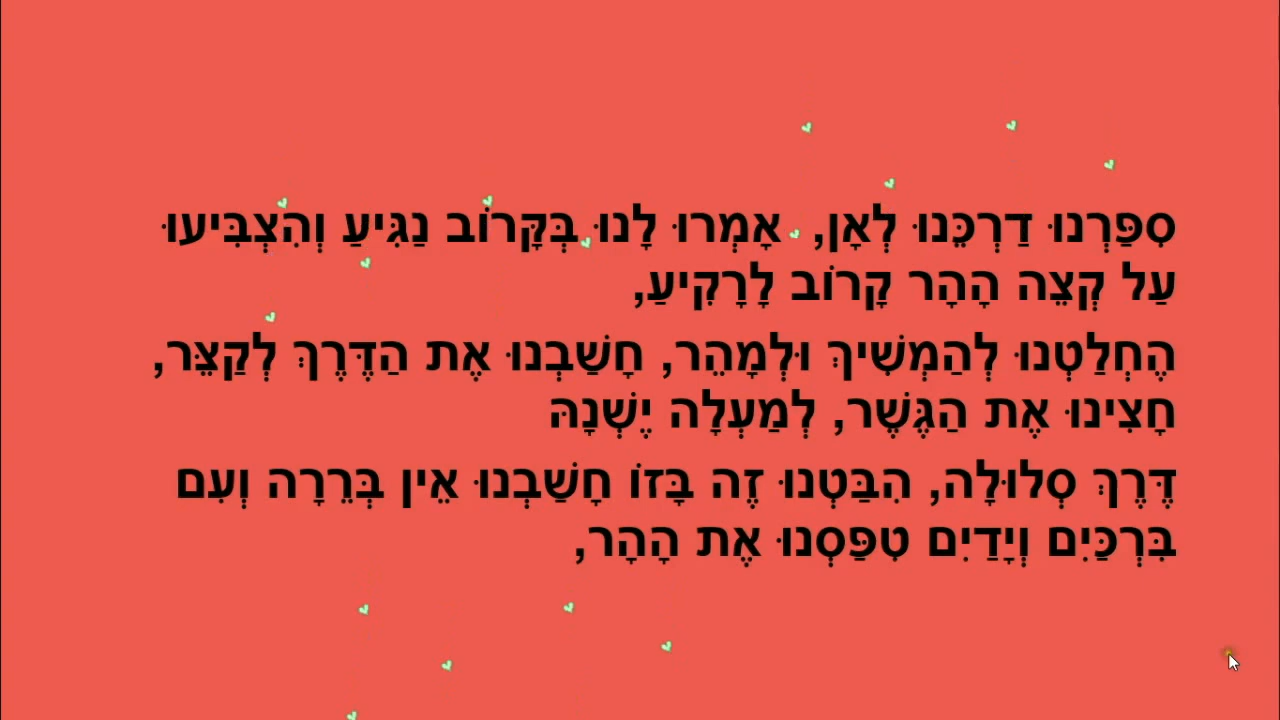 סִפַּרְנוּ דַרְכֵּנוּ לְאָן, אָמְרוּ לָנוּ בְּקָּרוֹב נַגִּיעַ וְהִצְבִּיעוּ
עַל קְצֵה הָהָר קָרוֹב לָרָקִיעַ,
הֶחְלַטְנוּ לְהַמְשִׁיךְ וּלְמָהֵר, חָשַׁבְנוּ אֶת הַדֶּרֶךְ לְקַצֵּר,
חָצִינוּ אֶת הַגֶּשֶׁר, לְמַעְלָה יֶשְׁנָהּ
דֶּרֶךְ סְלוּלָה, הִבַּטְנוּ זֶה בָּזוֹ חָשַׁבְנוּ אֵין בְּרֵרָה וְעִם
בִּרְכַּיִם וְיָדַיִם טִפַּסְנוּ אֶת הָהָר,